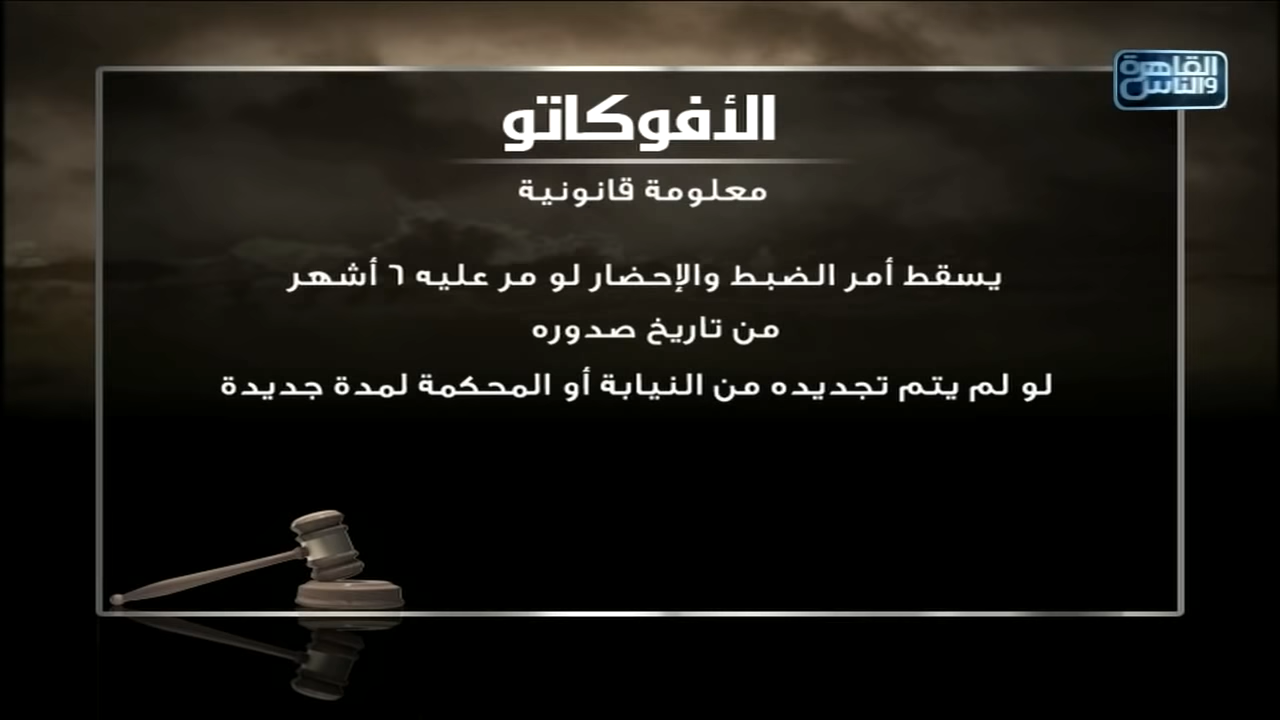 القاهرة
والناس
الأفوكاتو
معلومة قانونية
يسقط أمر الضبط والإحضار لو مر عليه ٦ أشهر
من تاريخ صدوره
لو لم يتم تجديده من النيابة أو المحكمة لمدة جديدة